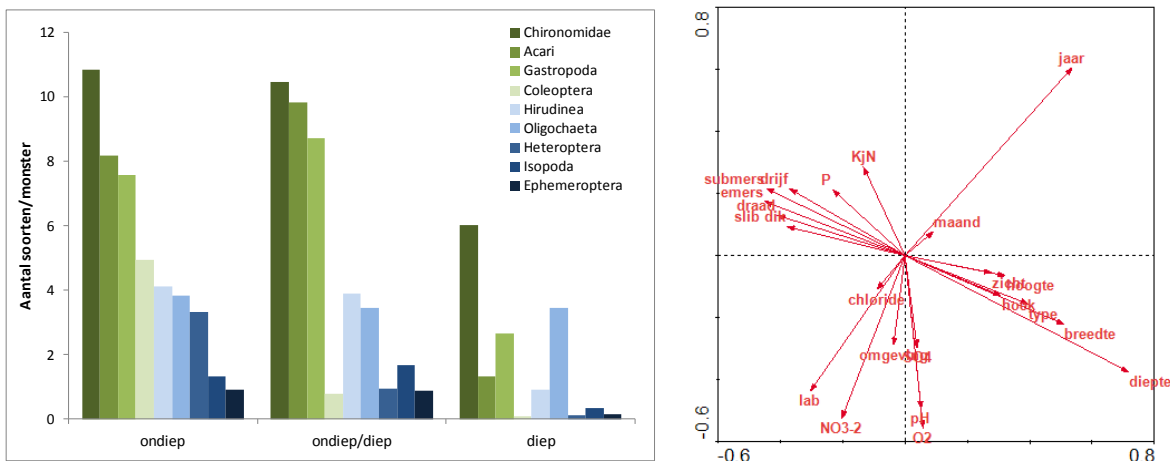 12
10
8
6
4
2
0
Aantal soorten/monster
Chironomidae
Acari
Gastropoda
Coleoptera
Hirudinea
Oligochaeta
Heteroptera
Isopoda
Ephemeroptera
ondiep
ondiep/diep
diep
0.8
-0.6
-0.6
0.8
jaar
KjN
P
submers
drijf
emers
draad
slib dik
maand
zicht
hoogte
chloride
hoek
type
breedte
omgeving
SO4
diepte
lab
NO3-2
pH
O2